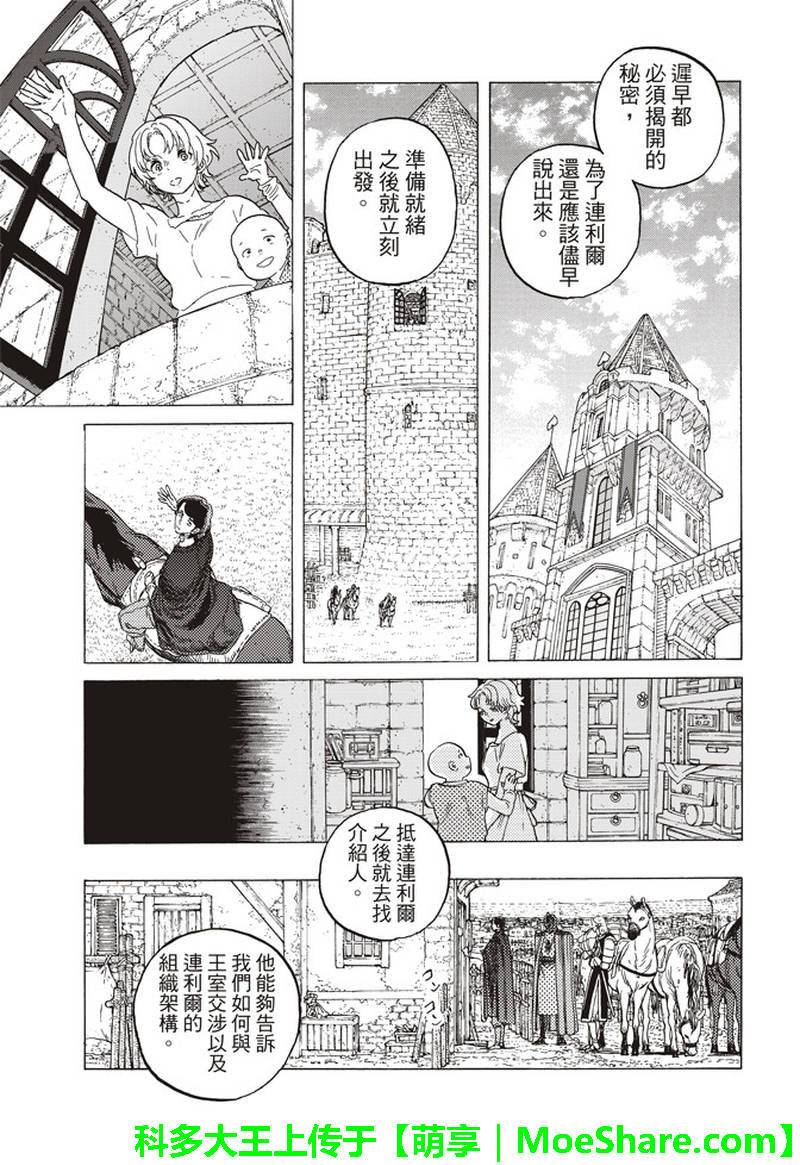 遲早都
必須揭開的
秘密，
為了連利爾
還是應該儘早
說出來。
準備就緒
之後就立刻
出發。
抵達連利爾
之後就去找
介紹人。
コンコン
他能夠告訴
我們如何與
王室交涉以及
連利爾的
組織架構。
科多大王上传于【萌享 | MoeShare.com】